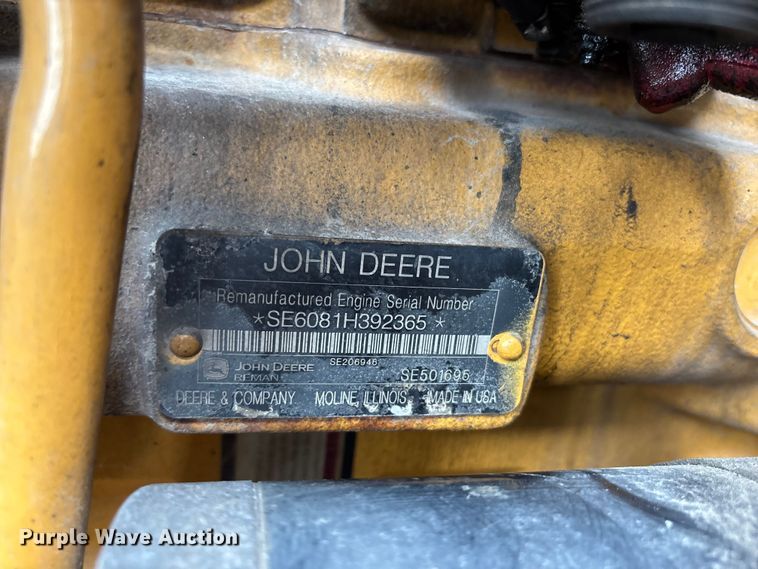 JOHN DEERE
Remanufactured Engine Serial Number
*SE6081H392365*
SE206946
JOHN DEERE
REMAN
SE501695
DEERE & COMPANY MOLINE, ILLINOIS MADE IN USA
Purple Wave Auction